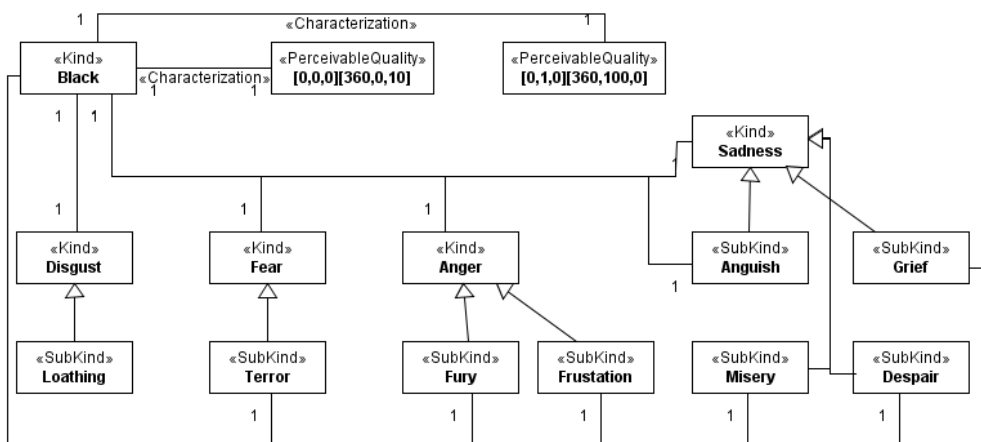 1
«Characterization»
1
«Kind»
Black
«Characterization»
1
1
«PerceivableQuality»
[0,0,0][360,0,10]
«PerceivableQuality»
[0,1,0][360,100,0]
1
1
«Kind»
Sadness
1
1
1
1
«Kind»
Disgust
«Kind»
Fear
«Kind»
Anger
«SubKind»
Anguish
«SubKind»
Grief
1
«SubKind»
Loathing
«SubKind»
Terror
«SubKind»
Fury
«SubKind»
Frustation
«SubKind»
Misery
«SubKind»
Despair
1
1
1
1
1